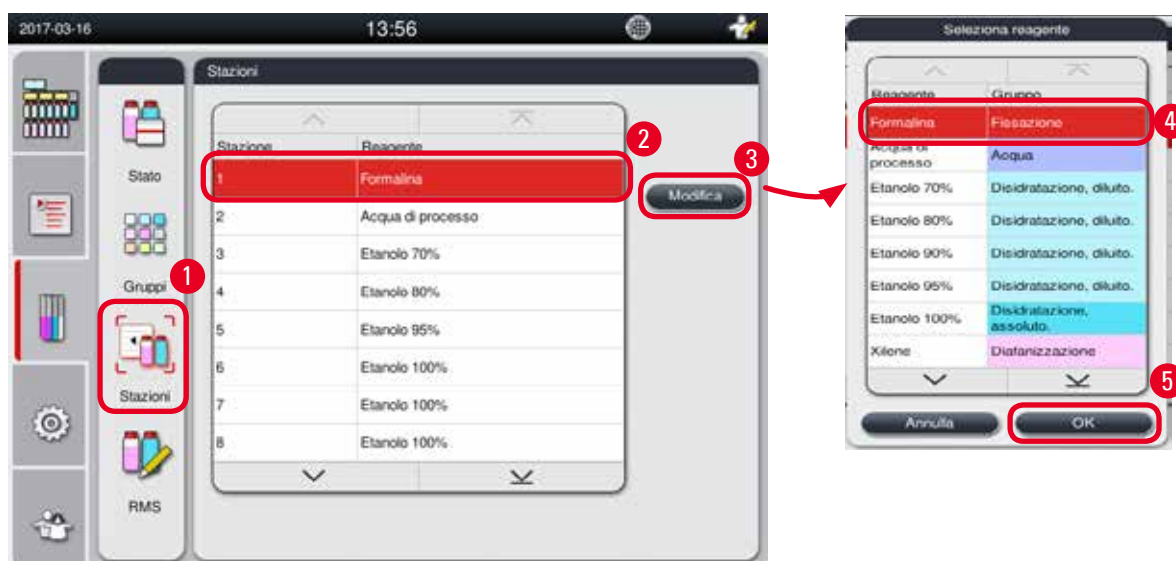 2017-03-16 13:56
Stazioni
Stato
Gruppi
1
Stazioni
RMS
Stazione Reagente
2
1 Formalina
2 Acqua di processo
3 Etanolo 70%
4 Etanolo 80%
5 Etanolo 95%
6 Etanolo 100%
7 Etanolo 100%
8 Etanolo 100%
3
Modifica
Seleziona reagente
Reagente Gruppo
Formalina Fissazione
4
Acqua di
processo Acqua
Etanolo 70% Disidratazione, diluito.
Etanolo 80% Disidratazione, diluito.
Etanolo 90% Disidratazione, diluito.
Etanolo 95% Disidratazione, diluito.
Etanolo 100% Disidratazione,
assoluto.
Xilene Diafanizzazione
5
Annulla OK